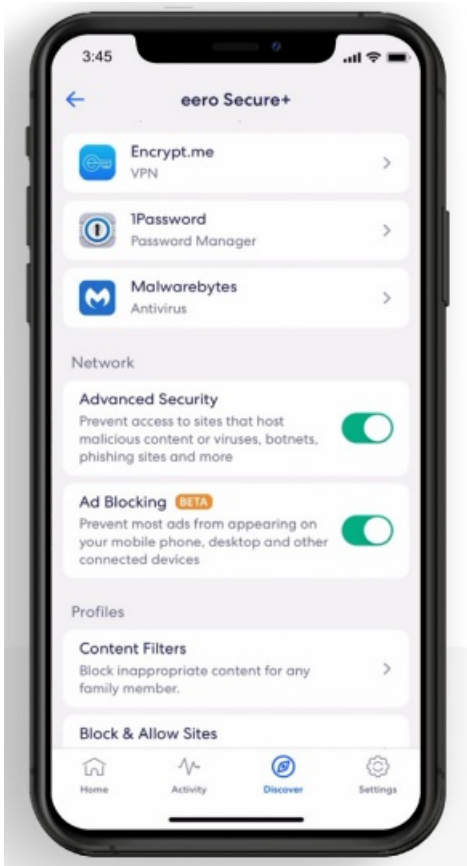 3:45
eero Secure+
Encrypt.me
VPN
1Password
Password Manager
Malwarebytes
Antivirus
Network
Advanced Security
Prevent access to sites that host
malicious content or viruses, botnets,
phishing sites and more
Ad Blocking BETA
Prevent most ads from appearing on
your mobile phone, desktop and other
connected devices
Profiles
Content Filters
Block inappropriate content for any
family member.
Block & Allow Sites
Home Activity Discover Settings